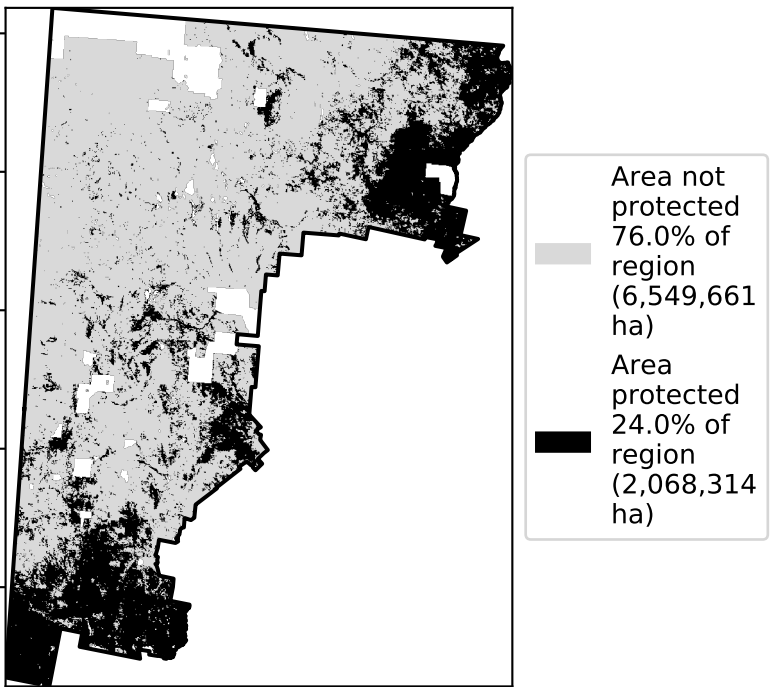 Area not
protected
76.0% of
region
(6,549,661
ha)
Area
protected
24.0% of
region
(2,068,314
ha)